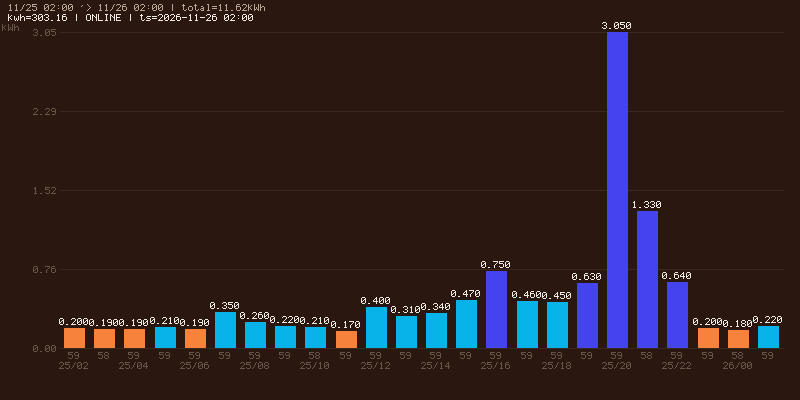 11/25 02:00 -> 11/26 02:00 | total=11.62KWh
Kwh=303.16 | ONLINE | ts=2026-11-26 02:00
KWh
3.05
2.29
1.52
0.76
0.00
0.200 0.190 0.190 0.210 0.190 0.350 0.260 0.220 0.210 0.170 0.400 0.310 0.340 0.470 0.750 0.460 0.450 0.630 3.050 1.330 0.640 0.200 0.180 0.220
59 58 59 59 59 59 59 59 58 59 59 59 59 59 59 59 59 59 59 58 59 59 58 59
25/02 25/04 25/06 25/08 25/10 25/12 25/14 25/16 25/18 25/20 25/22 26/00